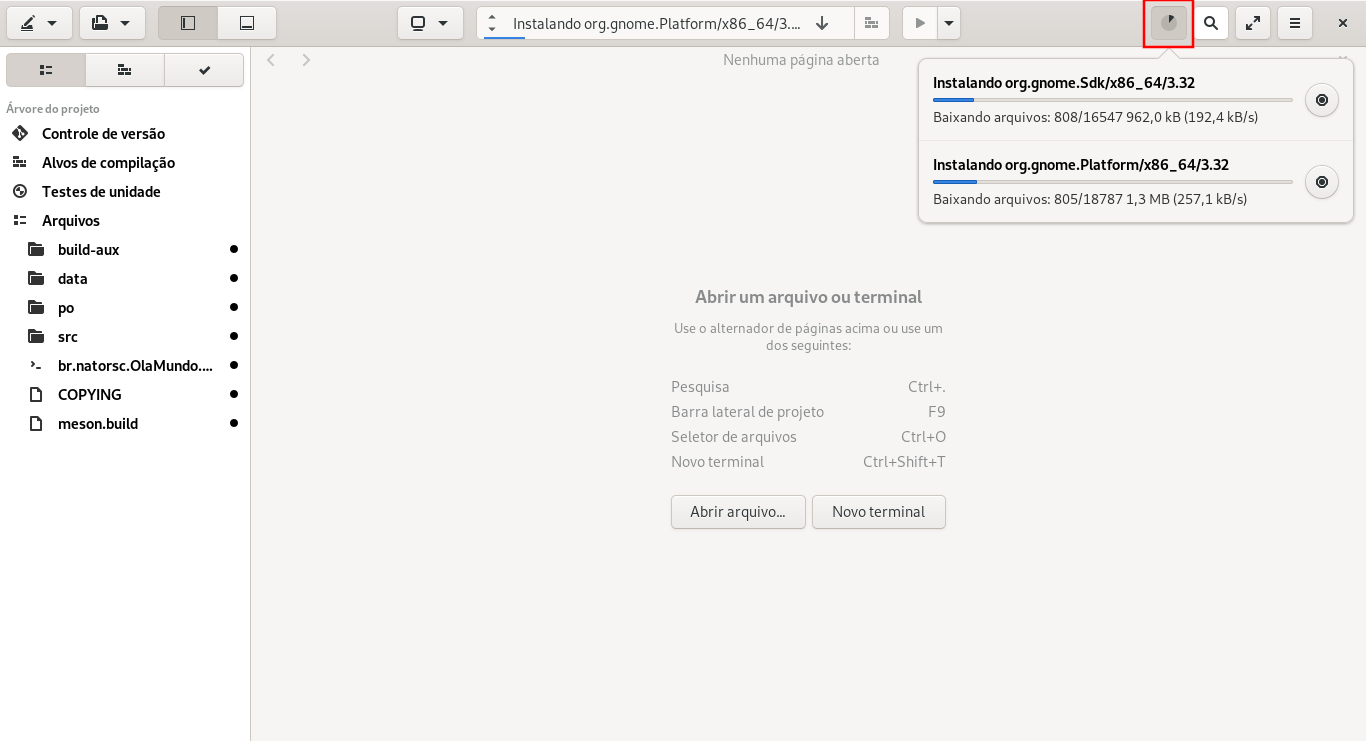 Instalando org.gnome.Platform/x86_64/3....
Árvore do projeto
Controle de versão
Alvos de compilação
Testes de unidade
Arquivos
build-aux
data
po
src
br.natorsc.OlaMundo....
COPYING
meson.build
Nenhuma página aberta
Instalando org.gnome.Sdk/x86_64/3.32
Baixando arquivos: 808/16547 962,0 kB (192,4 kB/s)
Instalando org.gnome.Platform/x86_64/3.32
Baixando arquivos: 805/18787 1,3 MB (257,1 kB/s)
Abrir um arquivo ou terminal
Use o alternador de páginas acima ou use um
dos seguintes:
Pesquisa Ctrl+.
Barra lateral de projeto F9
Seletor de arquivos Ctrl+O
Novo terminal Ctrl+Shift+T
Abrir arquivo... Novo terminal